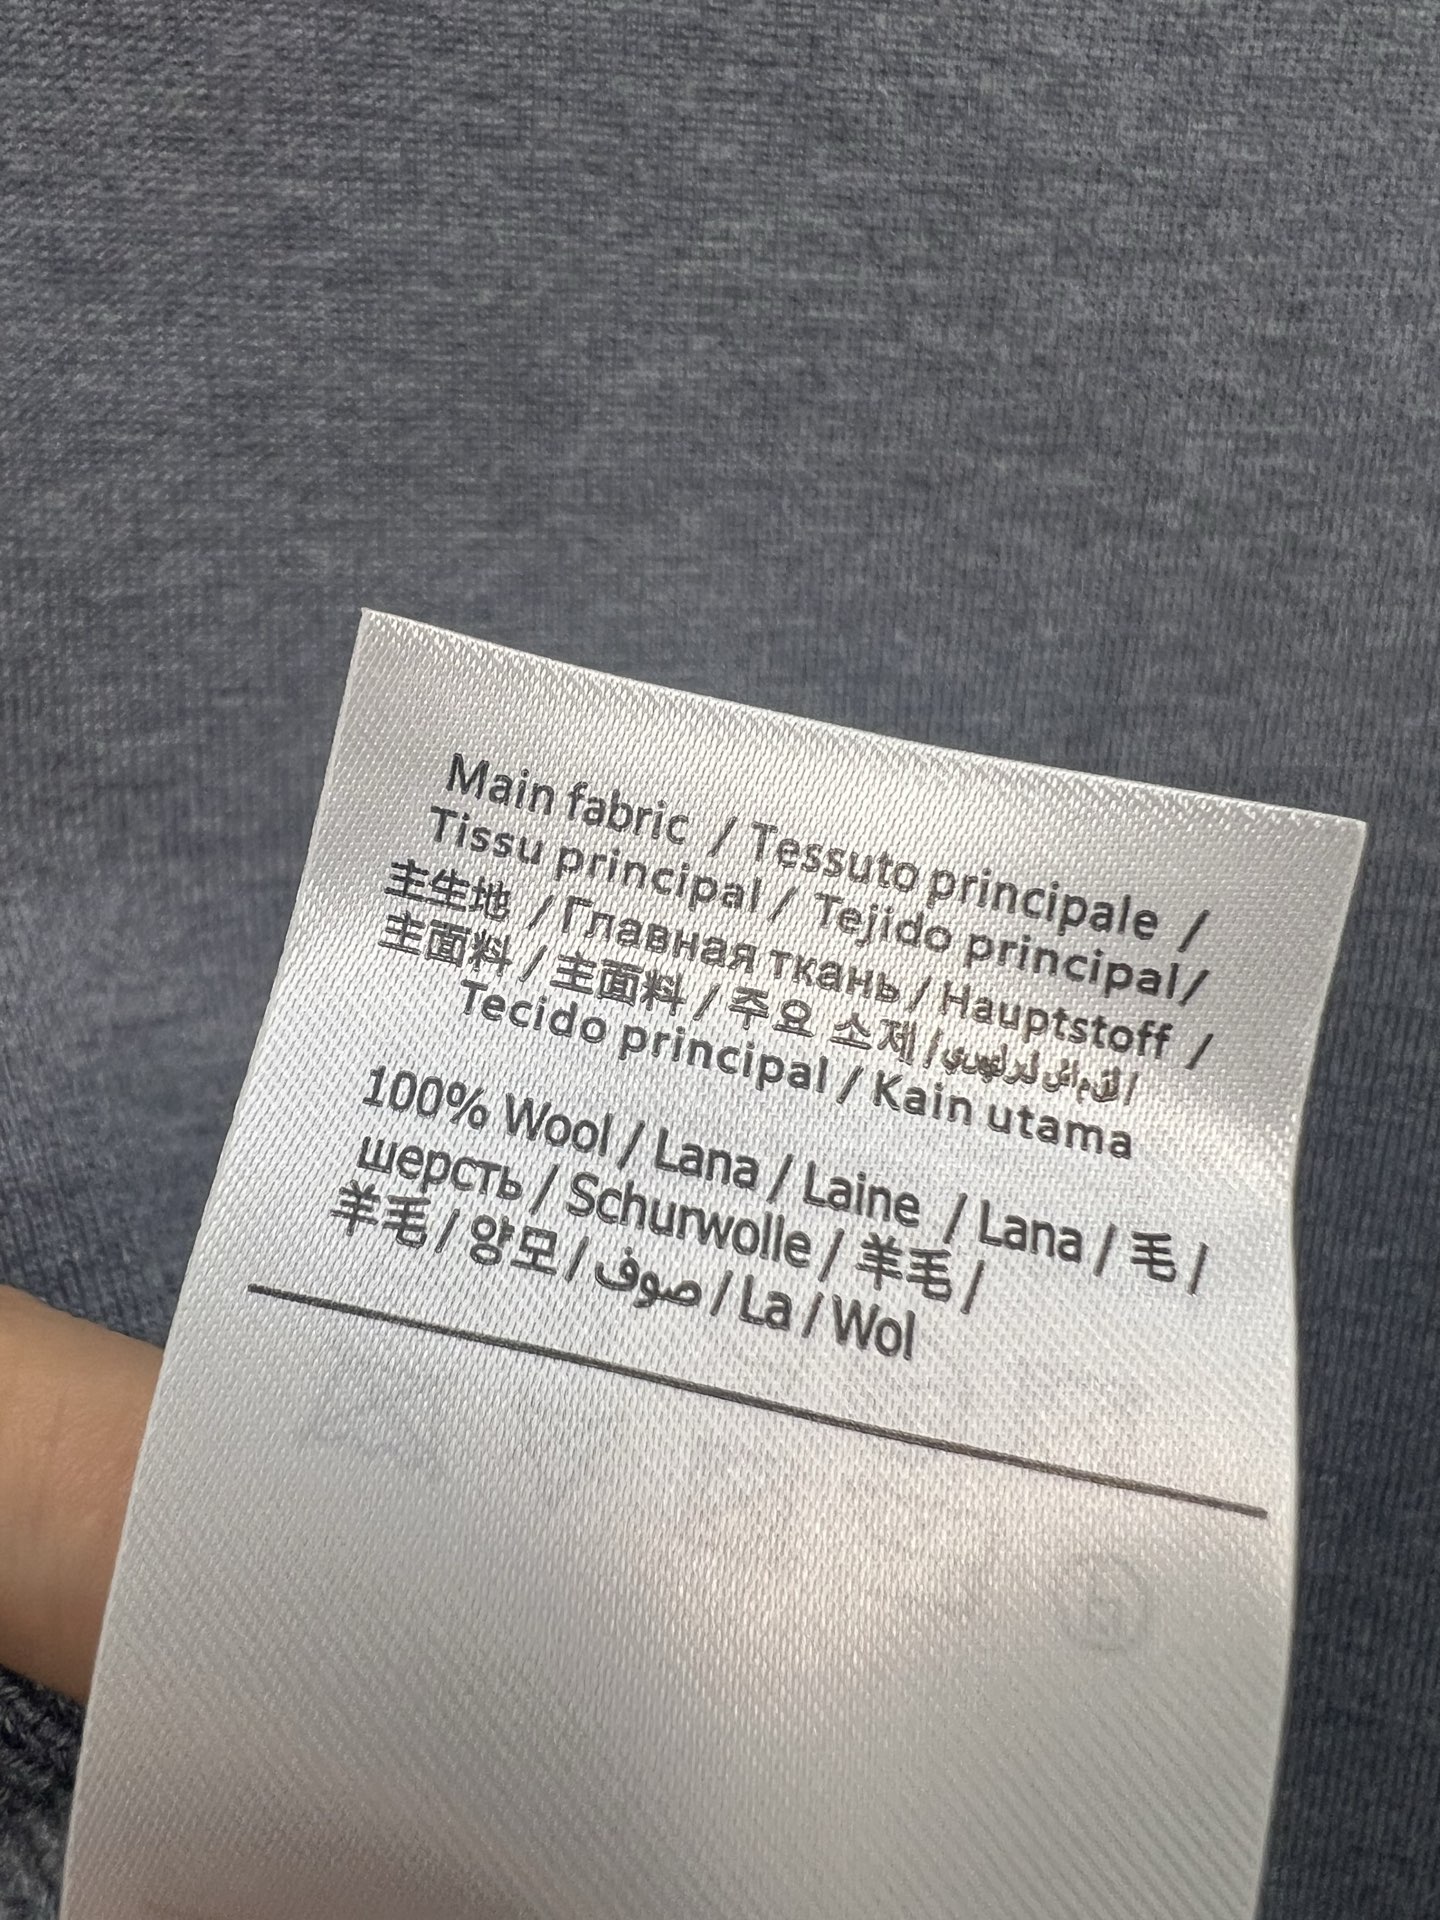 Main fabric / Tessuto principale /
Tissu principal / Tejido principal /
主生地 / Главная ткань / Hauptstoff /
主面料 / 主面料 / 주요 소재 / /
Tecido principal / Kain utama
100% Wool / Lana / Laine / Lana / 毛 /
шерсть / Schurwolle / 羊毛 /
羊毛 / 양모 / صوف / La / Wol